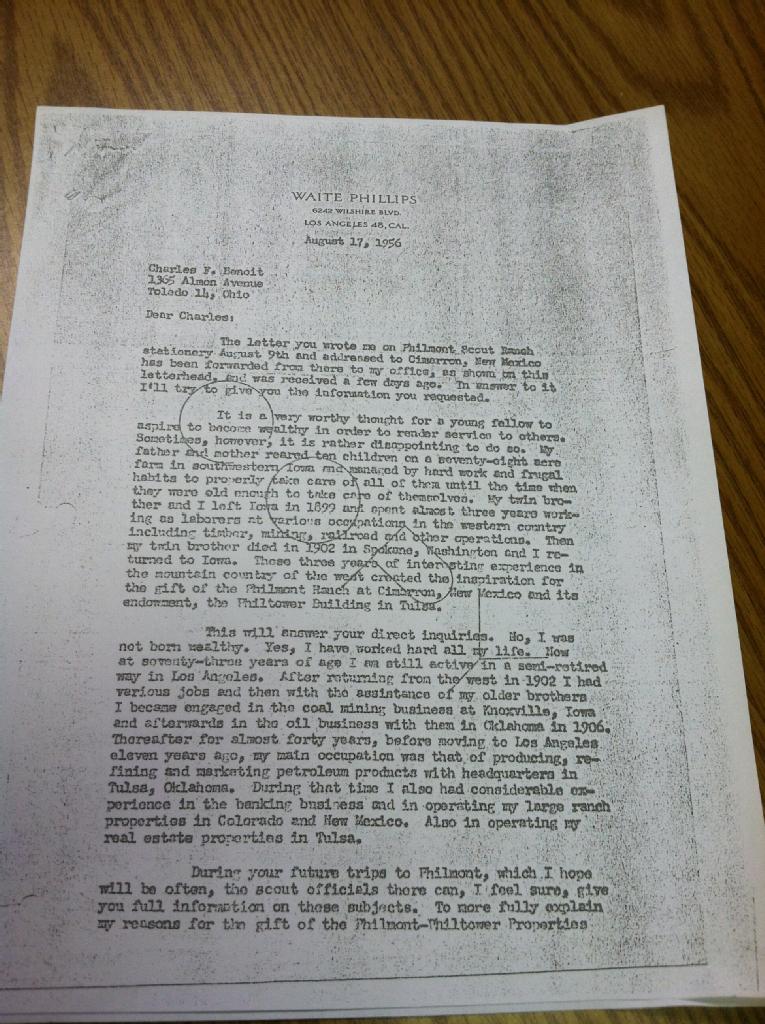 WAITE PHILLIPS
6242 WILSHIRE BLVD.
LOS ANGELES 48, CAL.
August 17, 1956
Charles F. Benoit
1365 Almon Avenue
Toledo 14, Ohio
Dear Charles:
The letter you wrote me on Philmont Scout Ranch
stationery August 9th and addressed to Cimarron, New Mexico
has been forwarded from there to my office, as shown on this
letterhead, and was received a few days ago. In answer to it
I'll try to give you the information you requested.
It is a very worthy thought for a young fellow to
aspire to become wealthy in order to render service to others.
Sometimes, however, it is rather disappointing to do so. My
father and mother reared ten children on a seventy-eight acre
farm in southwestern Iowa and managed by hard work and frugal
habits to properly take care of all of them until the time when
they were old enough to take care of themselves. My twin bro-
ther and I left Iowa in 1899 and spent almost three years work-
ing as laborers at various occupations in the western country
including timber, mining, railroad and other operations. Then
my twin brother died in 1902 in Spokane, Washington and I re-
turned to Iowa. Those three years of interesting experience in
the mountain country of the west created the inspiration for
the gift of the Philmont Ranch at Cimarron, New Mexico and its
endowment, the Philtower Building in Tulsa.
This will answer your direct inquiries. No, I was
not born wealthy. Yes, I have worked hard all my life. Now
at seventy-three years of age I am still active in a semi-retired
way in Los Angeles. After returning from the west in 1902 I had
various jobs and then with the assistance of my older brothers
I became engaged in the coal mining business at Knoxville, Iowa
and afterwards in the oil business with them in Oklahoma in 1906.
Thereafter for almost forty years, before moving to Los Angeles
eleven years ago, my main occupation was that of producing, re-
fining and marketing petroleum products with headquarters in
Tulsa, Oklahoma. During that time I also had considerable ex-
perience in the banking business and in operating my large ranch
properties in Colorado and New Mexico. Also in operating my
real estate properties in Tulsa.
During your future trips to Philmont, which I hope
will be often, the scout officials there can, I feel sure, give
you full information on these subjects. To more fully explain
my reasons for the gift of the Philmont-Philtower Properties